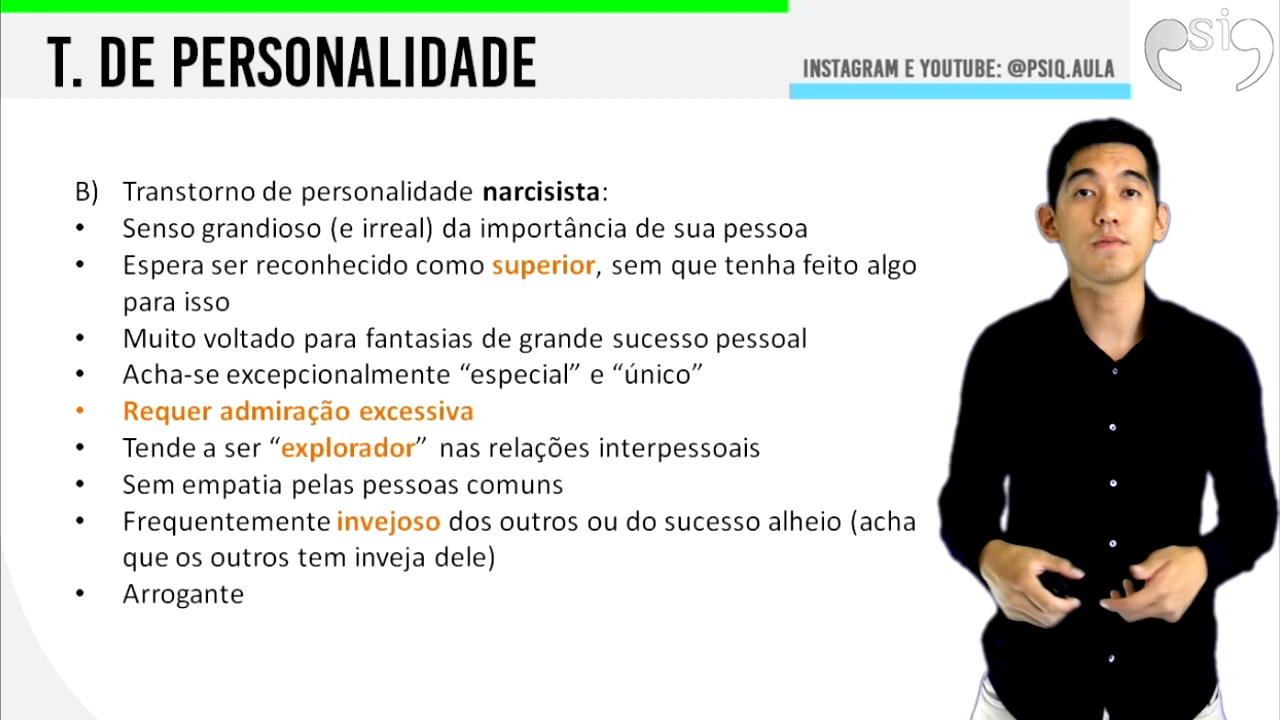 T. DE PERSONALIDADE
INSTAGRAM E YOUTUBE: @PSIQ.AULA
psiq
B) Transtorno de personalidade narcisista:
• Senso grandioso (e irreal) da importância de sua pessoa
• Espera ser reconhecido como superior, sem que tenha feito algo
para isso
• Muito voltado para fantasias de grande sucesso pessoal
• Acha-se excepcionalmente “especial” e “único”
• Requer admiração excessiva
• Tende a ser “explorador” nas relações interpessoais
• Sem empatia pelas pessoas comuns
• Frequentemente invejoso dos outros ou do sucesso alheio (acha
que os outros tem inveja dele)
• Arrogante